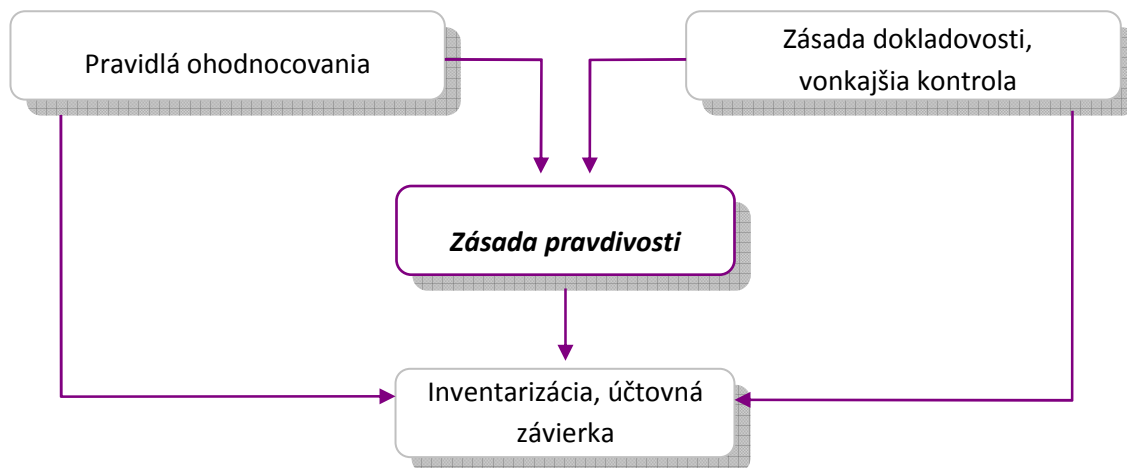 Pravidlá ohodnocovania
Zásada dokladovosti,
vonkajšia kontrola
Zásada pravdivosti
Inventarizácia, účtovná
závierka